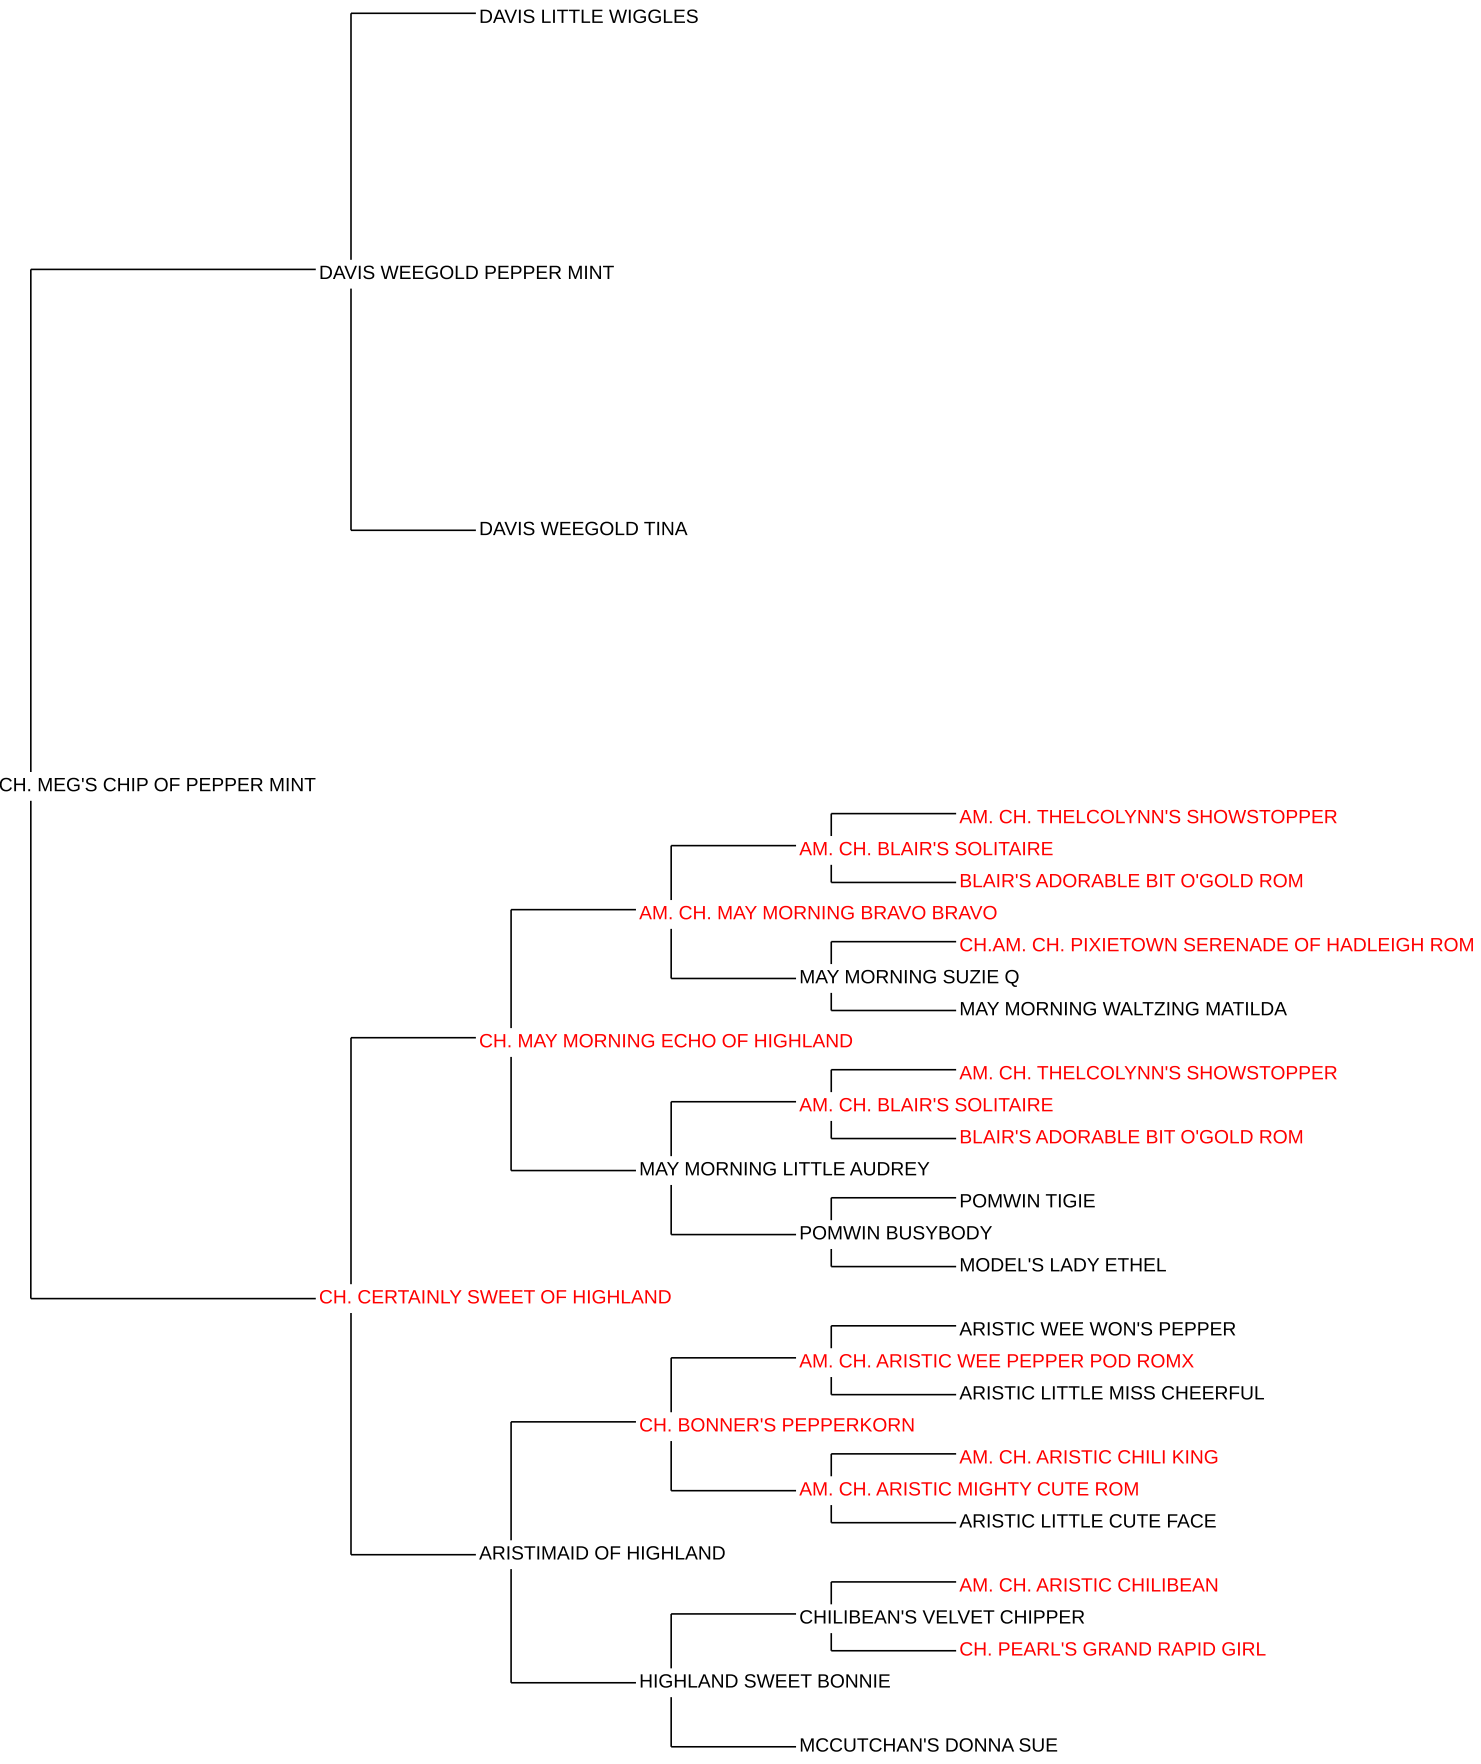 DAVIS LITTLE WIGGLES
DAVIS WEEGOLD PEPPER MINT
DAVIS WEEGOLD TINA
CH. MEG'S CHIP OF PEPPER MINT
AM. CH. THELCOLYNN'S SHOWSTOPPER
AM. CH. BLAIR'S SOLITAIRE
BLAIR'S ADORABLE BIT O'GOLD ROM
AM. CH. MAY MORNING BRAVO BRAVO
CH.AM. CH. PIXIETOWN SERENADE OF HADLEIGH ROM
MAY MORNING SUZIE Q
MAY MORNING WALTZING MATILDA
CH. MAY MORNING ECHO OF HIGHLAND
AM. CH. THELCOLYNN'S SHOWSTOPPER
AM. CH. BLAIR'S SOLITAIRE
BLAIR'S ADORABLE BIT O'GOLD ROM
MAY MORNING LITTLE AUDREY
POMWIN TIGIE
POMWIN BUSYBODY
MODEL'S LADY ETHEL
CH. CERTAINLY SWEET OF HIGHLAND
ARISTIC WEE WON'S PEPPER
AM. CH. ARISTIC WEE PEPPER POD ROMX
ARISTIC LITTLE MISS CHEERFUL
CH. BONNER'S PEPPERKORN
AM. CH. ARISTIC CHILI KING
AM. CH. ARISTIC MIGHTY CUTE ROM
ARISTIC LITTLE CUTE FACE
ARISTIMAID OF HIGHLAND
AM. CH. ARISTIC CHILIBEAN
CHILIBEAN'S VELVET CHIPPER
CH. PEARL'S GRAND RAPID GIRL
HIGHLAND SWEET BONNIE
MCCUTCHAN'S DONNA SUE